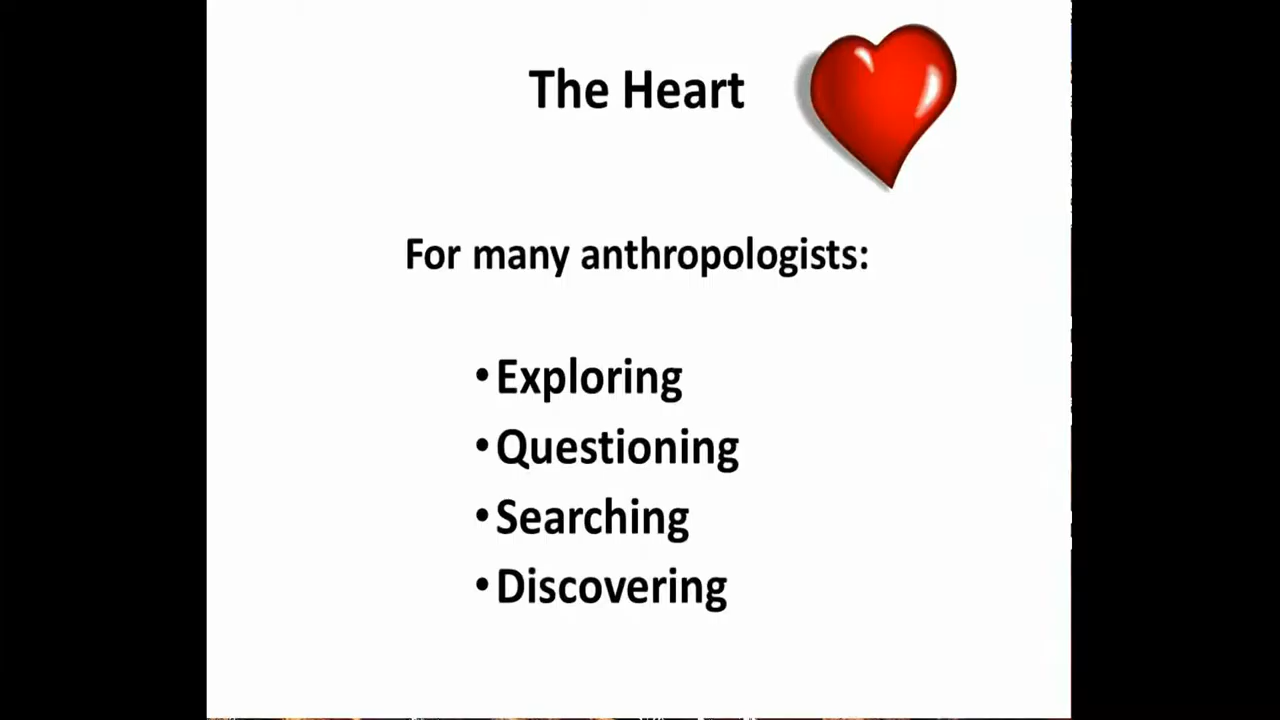 The Heart
For many anthropologists:
•Exploring
•Questioning
•Searching
•Discovering